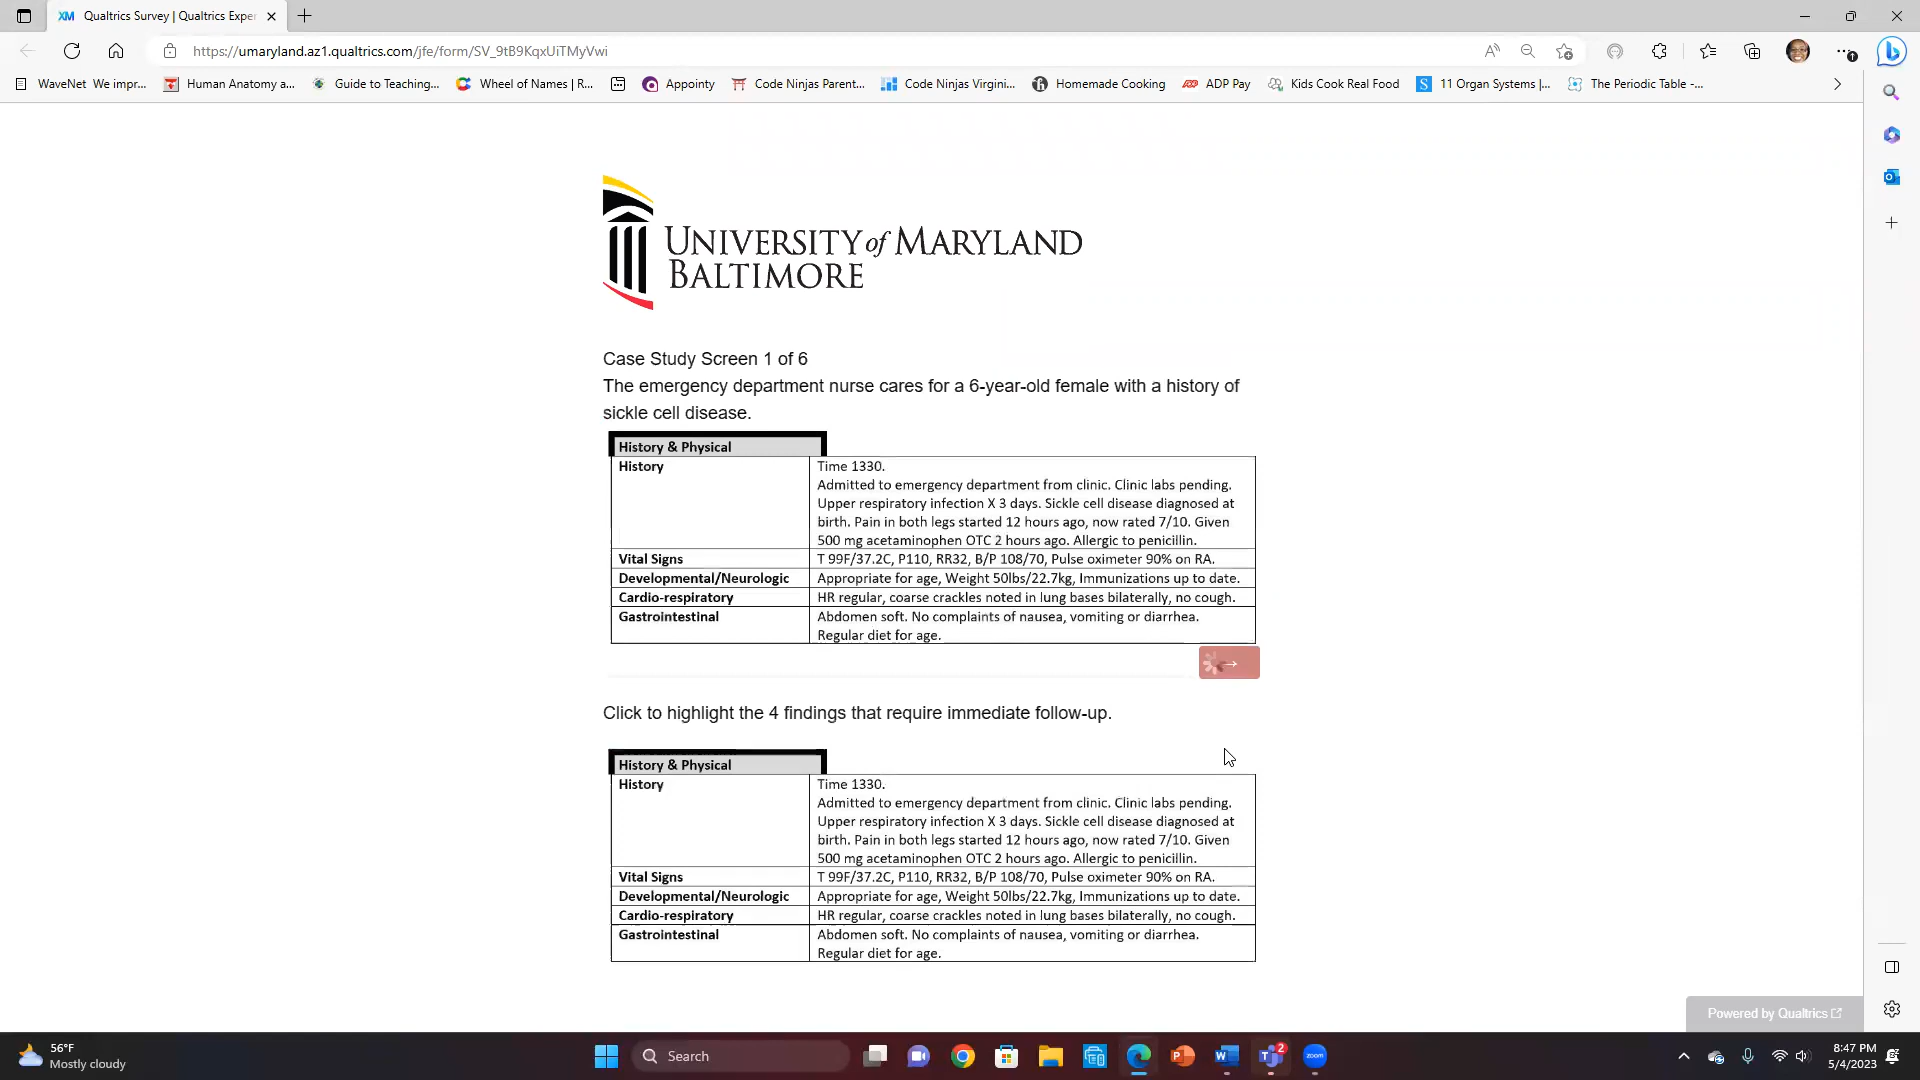 Qualtrics Survey | Qualtrics Exper
https://umaryland.az1.qualtrics.com/jfe/form/SV_9tB9KqxUiTMyVwi
WaveNet We impr...
Human Anatomy a...
Guide to Teaching...
Wheel of Names | R...
Appointy
Code Ninjas Parent...
Code Ninjas Virgini...
Homemade Cooking
ADP Pay
Kids Cook Real Food
11 Organ Systems |...
The Periodic Table -...
UNIVERSITY of MARYLAND
BALTIMORE
Case Study Screen 1 of 6
The emergency department nurse cares for a 6-year-old female with a history of
sickle cell disease.
History & Physical
History
Time 1330.
Admitted to emergency department from clinic. Clinic labs pending.
Upper respiratory infection X 3 days. Sickle cell disease diagnosed at
birth. Pain in both legs started 12 hours ago, now rated 7/10. Given
500 mg acetaminophen OTC 2 hours ago. Allergic to penicillin.
Vital Signs T 99F/37.2C, P110, RR32, B/P 108/70, Pulse oximeter 90% on RA.
Developmental/Neurologic Appropriate for age, Weight 50lbs/22.7kg, Immunizations up to date.
Cardio-respiratory HR regular, coarse crackles noted in lung bases bilaterally, no cough.
Gastrointestinal Abdomen soft. No complaints of nausea, vomiting or diarrhea.
Regular diet for age.
→
Click to highlight the 4 findings that require immediate follow-up.
History & Physical
History
Time 1330.
Admitted to emergency department from clinic. Clinic labs pending.
Upper respiratory infection X 3 days. Sickle cell disease diagnosed at
birth. Pain in both legs started 12 hours ago, now rated 7/10. Given
500 mg acetaminophen OTC 2 hours ago. Allergic to penicillin.
Vital Signs T 99F/37.2C, P110, RR32, B/P 108/70, Pulse oximeter 90% on RA.
Developmental/Neurologic Appropriate for age, Weight 50lbs/22.7kg, Immunizations up to date.
Cardio-respiratory HR regular, coarse crackles noted in lung bases bilaterally, no cough.
Gastrointestinal Abdomen soft. No complaints of nausea, vomiting or diarrhea.
Regular diet for age.
Powered by Qualtrics
56°F
Mostly cloudy
Search
2
zoom
8:47 PM
5/4/2023